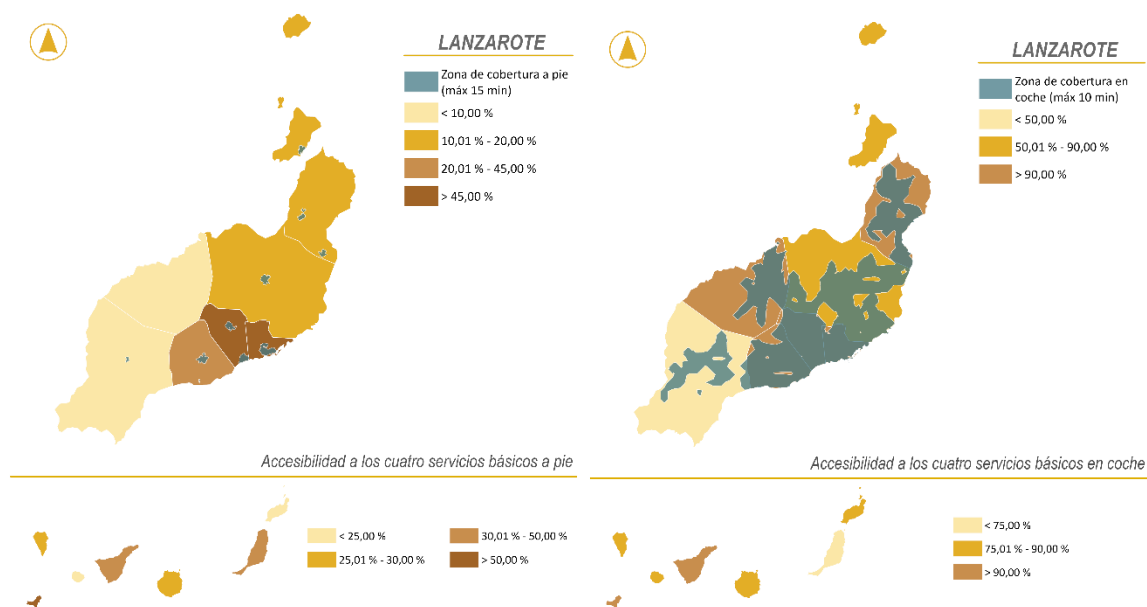 LANZAROTE
Zona de cobertura a pie
(máx 15 min)
< 10,00 %
10,01 % - 20,00 %
20,01 % - 45,00 %
> 45,00 %
Accesibilidad a los cuatro servicios básicos a pie
< 25,00 %
25,01 % - 30,00 %
30,01 % - 50,00 %
> 50,00 %
LANZAROTE
Zona de cobertura en
coche (máx 10 min)
< 50,00 %
50,01 % - 90,00 %
> 90,00 %
Accesibilidad a los cuatro servicios básicos en coche
< 75,00 %
75,01 % - 90,00 %
> 90,00 %